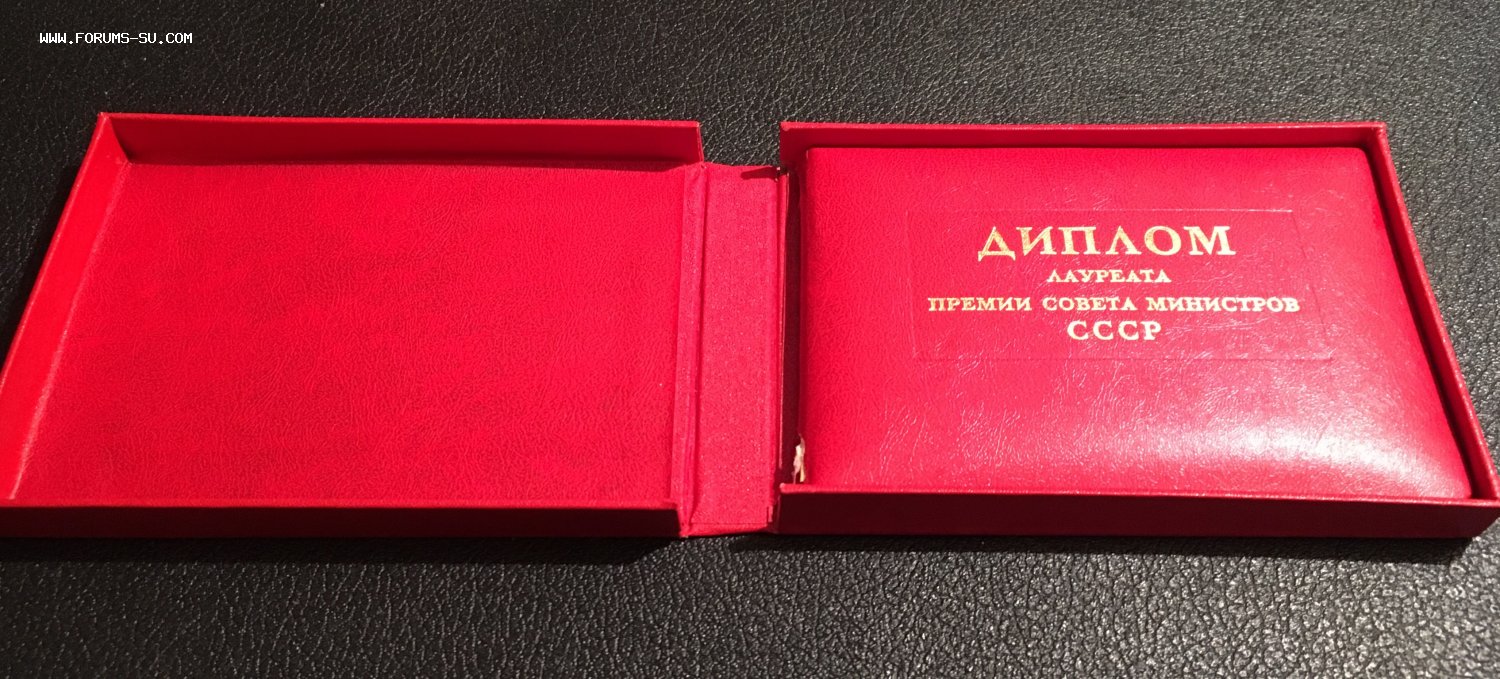 WWW.FORUMS-SU.COM
ДИПЛОМ
ЛАУРЕАТА
ПРЕМИИ СОВЕТА МИНИСТРОВ
СССР